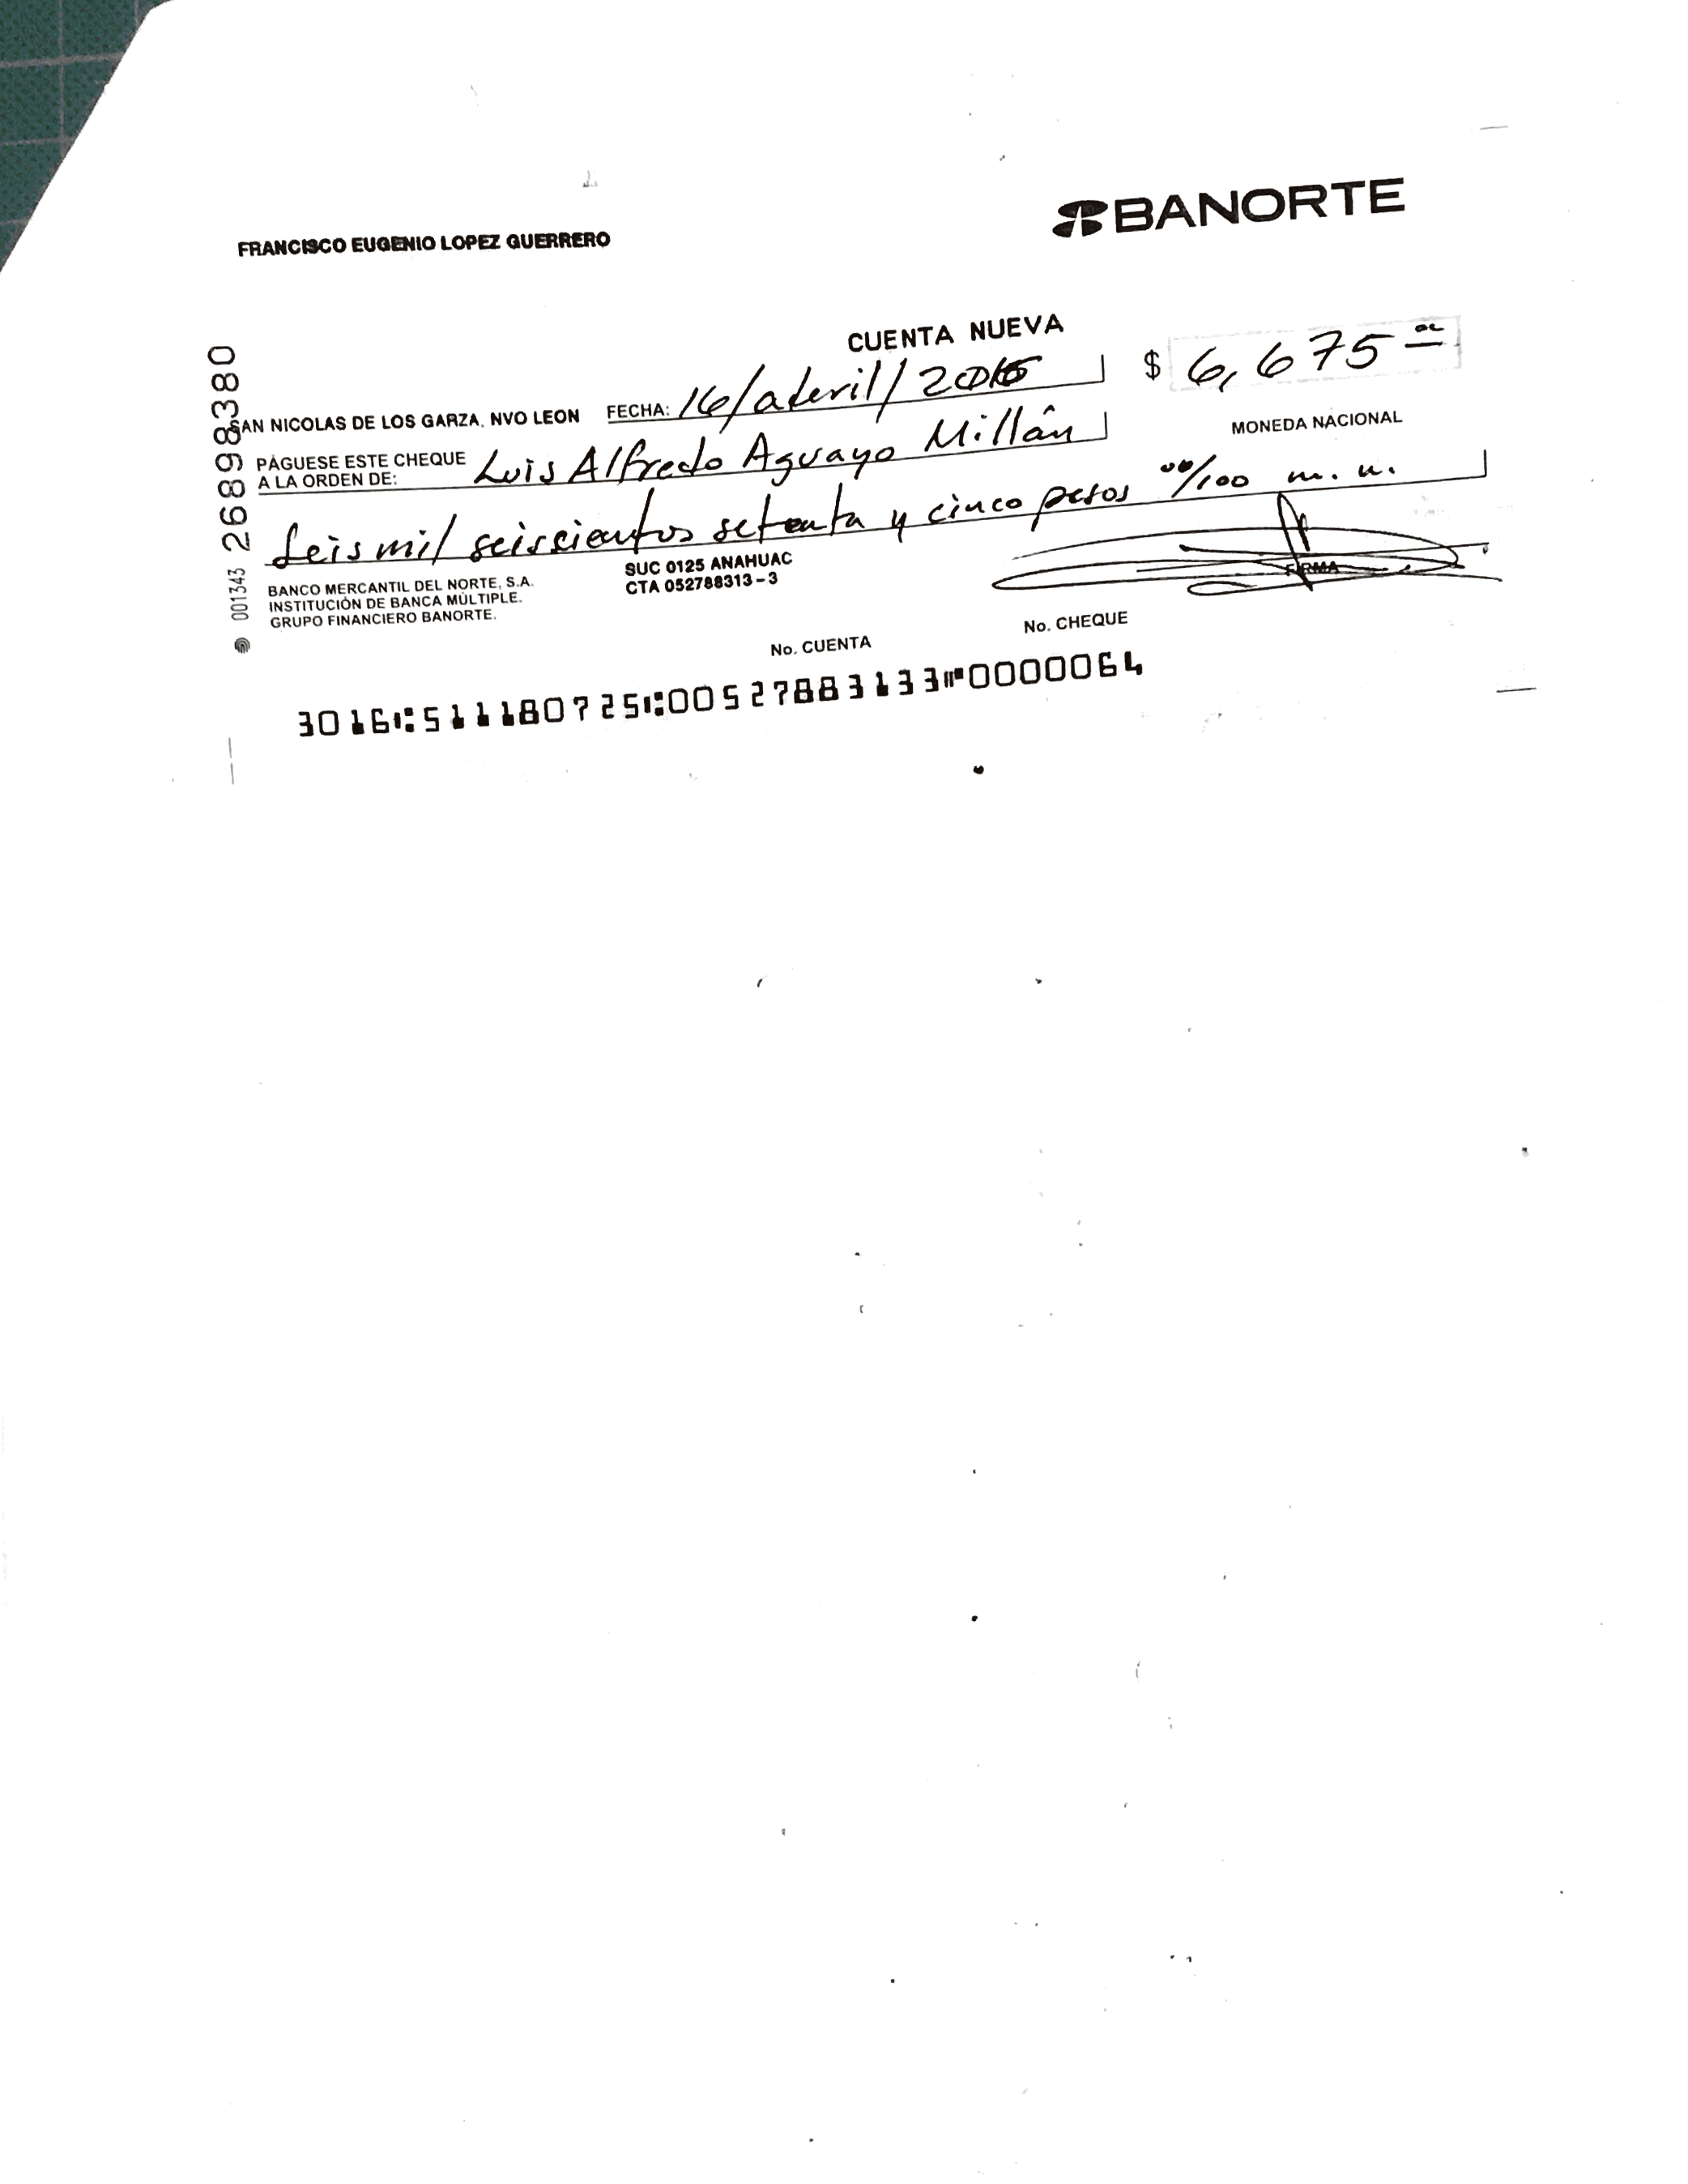 BANORTE
FRANCISCO EUGENIO LOPEZ GUERRERO
CUENTA NUEVA
SAN NICOLAS DE LOS GARZA, NVO LEON FECHA: 16/abril/2016 $ 6,675 00
MONEDA NACIONAL
PÁGUESE ESTE CHEQUE
A LA ORDEN DE: Luis Alfredo Aguayo Millán
Seis mil seiscientos setenta y cinco pesos 00/100 m.n.
SUC 0125 ANAHUAC
CTA 052788313-3
FIRMA
BANCO MERCANTIL DEL NORTE, S.A.
INSTITUCIÓN DE BANCA MÚLTIPLE.
GRUPO FINANCIERO BANORTE.
No. CUENTA No. CHEQUE
3016⑆511180725⑆00527883133⑈0000064
001343 268998380